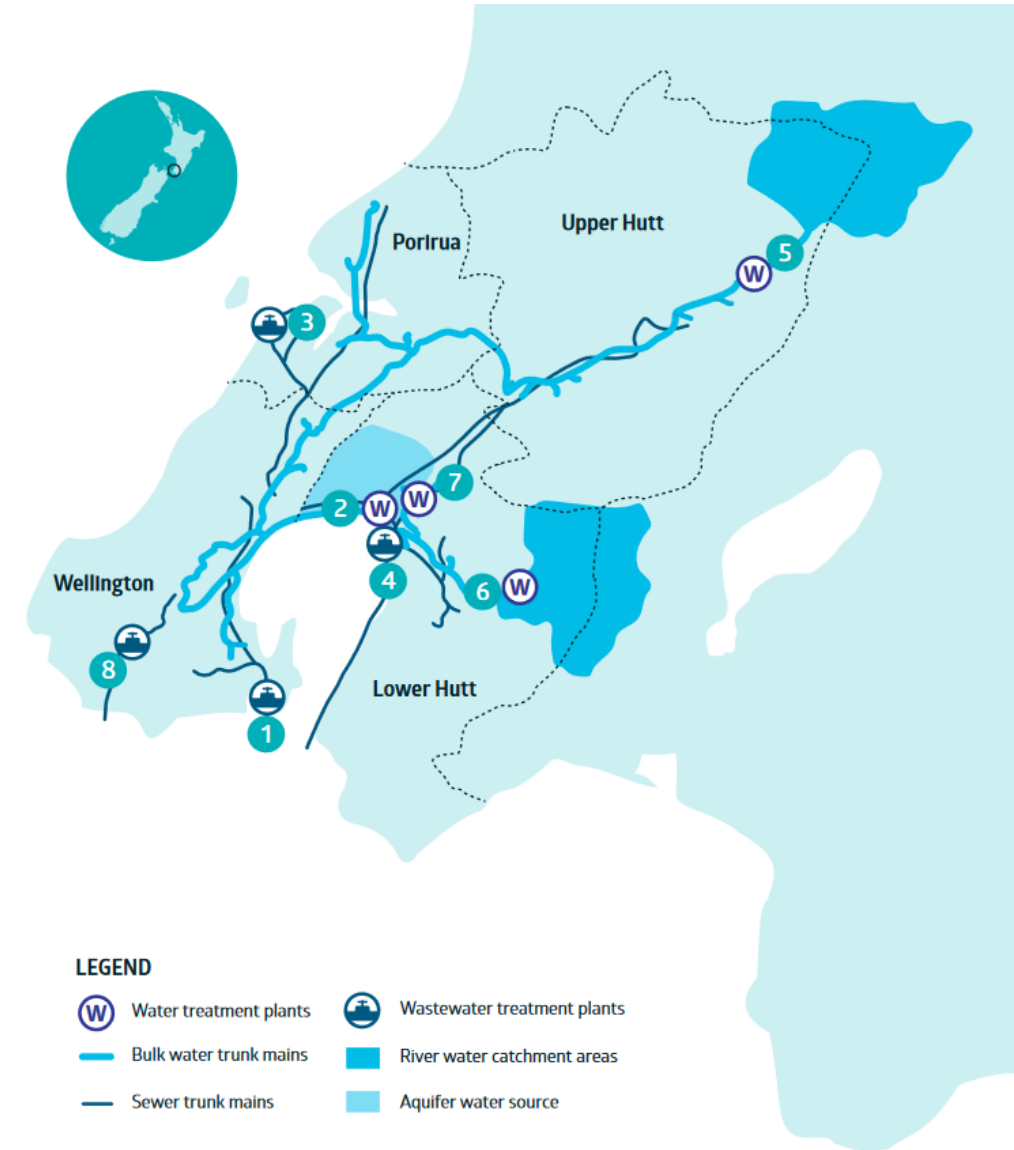 Porirua
Upper Hutt
5
W
3
7
2
W
W
4
6
W
Wellington
8
Lower Hutt
1
LEGEND
W Water treatment plants
Wastewater treatment plants
Bulk water trunk mains
River water catchment areas
Sewer trunk mains
Aquifer water source